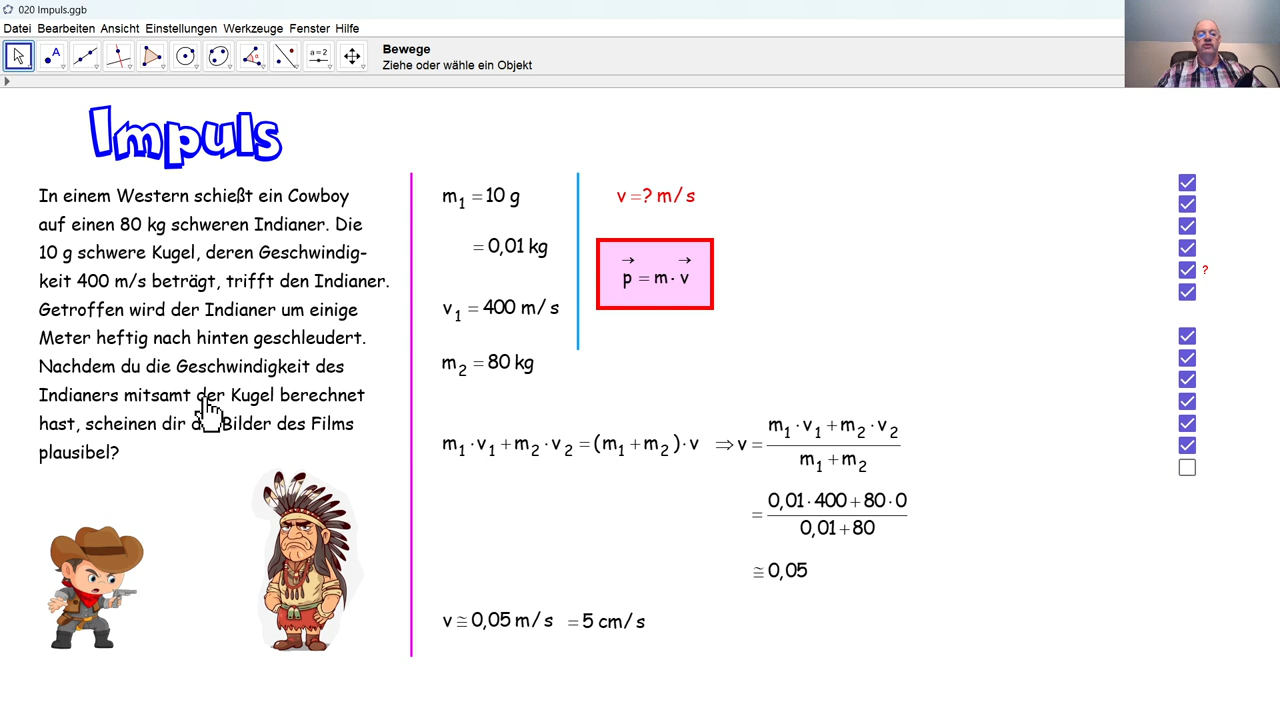 020 Impuls.ggb
Datei Bearbeiten Ansicht Einstellungen Werkzeuge Fenster Hilfe
A
a=2
Bewege
Ziehe oder wähle ein Objekt
Impuls
In einem Western schießt ein Cowboy
auf einen 80 kg schweren Indianer. Die
10 g schwere Kugel, deren Geschwindig-
keit 400 m/s beträgt, trifft den Indianer.
Getroffen wird der Indianer um einige
Meter heftig nach hinten geschleudert.
Nachdem du die Geschwindigkeit des
Indianers mitsamt der Kugel berechnet
hast, scheinen dir d Bilder des Films
plausibel?
m₁ = 10 g
= 0,01 kg
v₁ = 400 m/s
m₂ = 80 kg
v =? m/s
p⃗ = m · v⃗
?
m₁ · v₁ + m₂ · v₂ = (m₁ + m₂) · v ⇒ v = (m₁ · v₁ + m₂ · v₂) / (m₁ + m₂)
= (0,01 · 400 + 80 · 0) / (0,01 + 80)
≅ 0,05
v ≅ 0,05 m/s = 5 cm/s